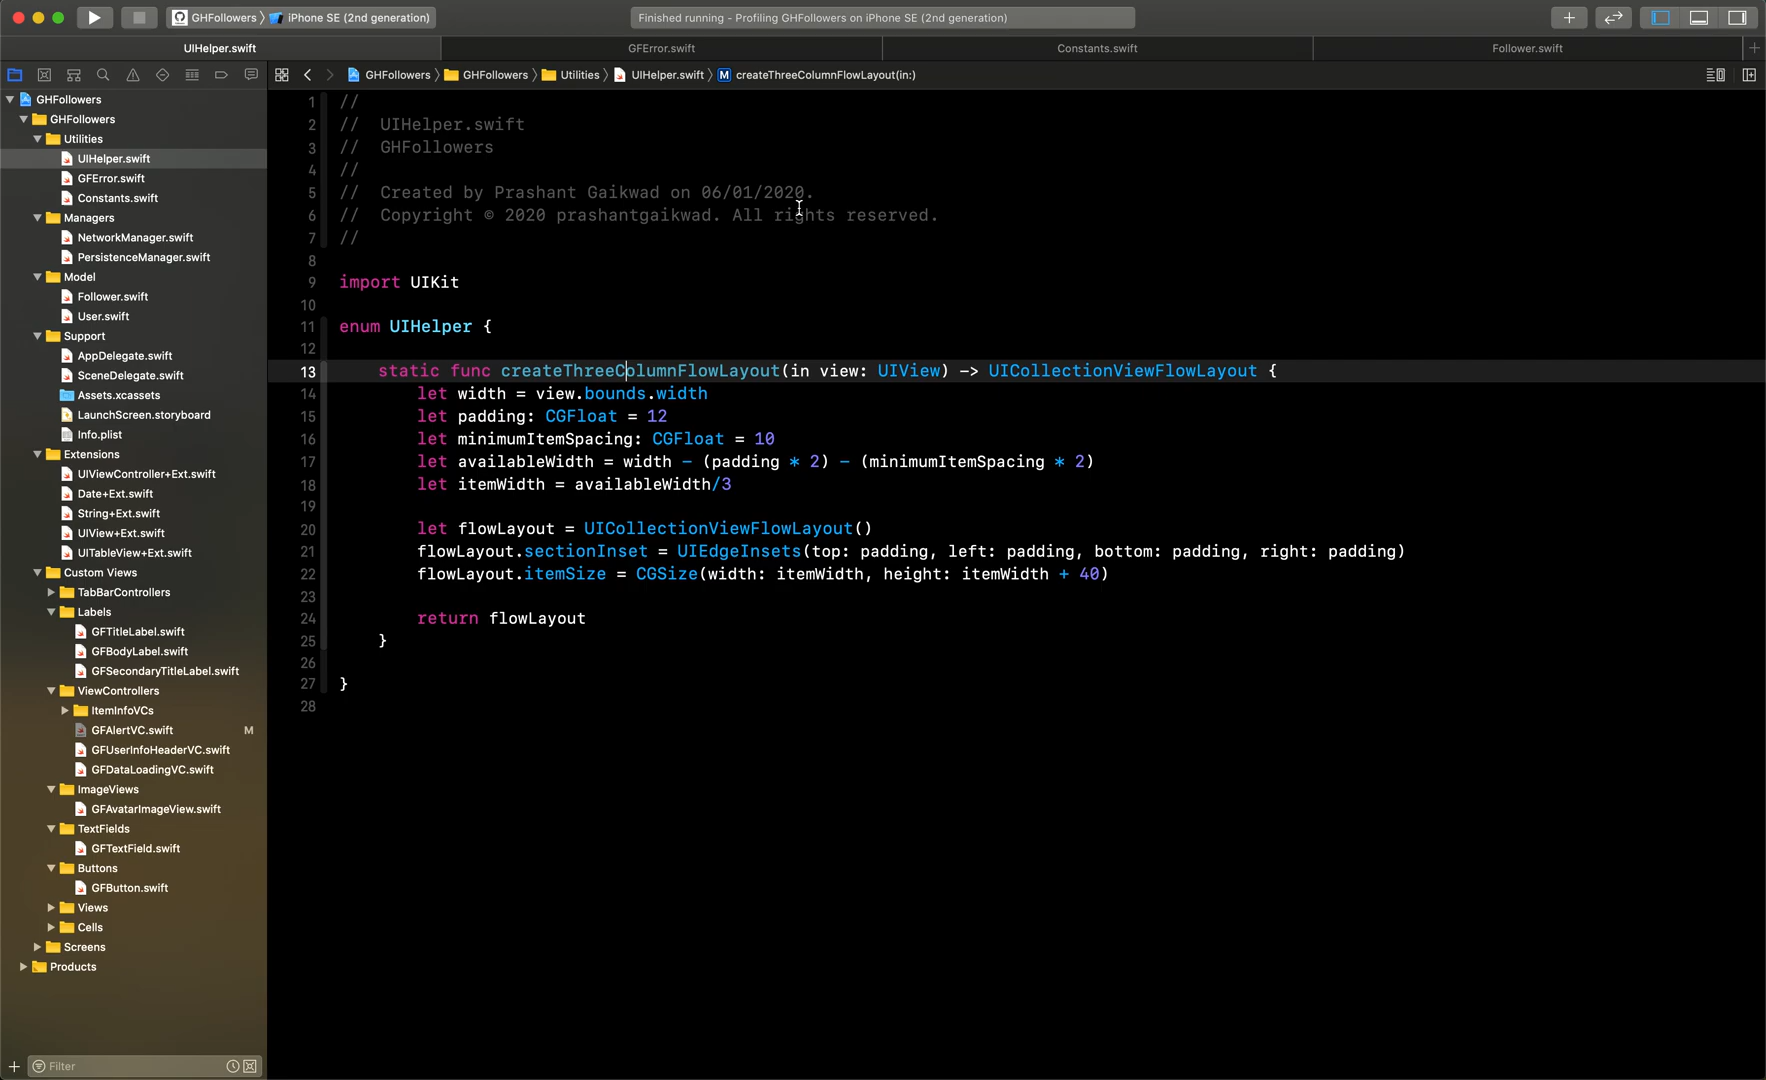 GHFollowers 〉 iPhone SE (2nd generation)
Finished running - Profiling GHFollowers on iPhone SE (2nd generation)
UIHelper.swift
GFError.swift
Constants.swift
Follower.swift
GHFollowers 〉 GHFollowers 〉 Utilities 〉 UIHelper.swift 〉 M createThreeColumnFlowLayout(in:)
GHFollowers
GHFollowers
Utilities
UIHelper.swift
GFError.swift
Constants.swift
Managers
NetworkManager.swift
PersistenceManager.swift
Model
Follower.swift
User.swift
Support
AppDelegate.swift
SceneDelegate.swift
Assets.xcassets
LaunchScreen.storyboard
Info.plist
Extensions
UIViewController+Ext.swift
Date+Ext.swift
String+Ext.swift
UIView+Ext.swift
UITableView+Ext.swift
Custom Views
TabBarControllers
Labels
GFTitleLabel.swift
GFBodyLabel.swift
GFSecondaryTitleLabel.swift
ViewControllers
ItemInfoVCs
GFAlertVC.swift M
GFUserInfoHeaderVC.swift
GFDataLoadingVC.swift
ImageViews
GFAvatarImageView.swift
TextFields
GFTextField.swift
Buttons
GFButton.swift
Views
Cells
Screens
Products
Filter
1 //
2 // UIHelper.swift
3 // GHFollowers
4 //
5 // Created by Prashant Gaikwad on 06/01/2020.
6 // Copyright © 2020 prashantgaikwad. All rights reserved.
7 //
8
9 import UIKit
10
11 enum UIHelper {
12
13 static func createThreeColumnFlowLayout(in view: UIView) -> UICollectionViewFlowLayout {
14 let width = view.bounds.width
15 let padding: CGFloat = 12
16 let minimumItemSpacing: CGFloat = 10
17 let availableWidth = width - (padding * 2) - (minimumItemSpacing * 2)
18 let itemWidth = availableWidth/3
19
20 let flowLayout = UICollectionViewFlowLayout()
21 flowLayout.sectionInset = UIEdgeInsets(top: padding, left: padding, bottom: padding, right: padding)
22 flowLayout.itemSize = CGSize(width: itemWidth, height: itemWidth + 40)
23
24 return flowLayout
25 }
26
27 }
28